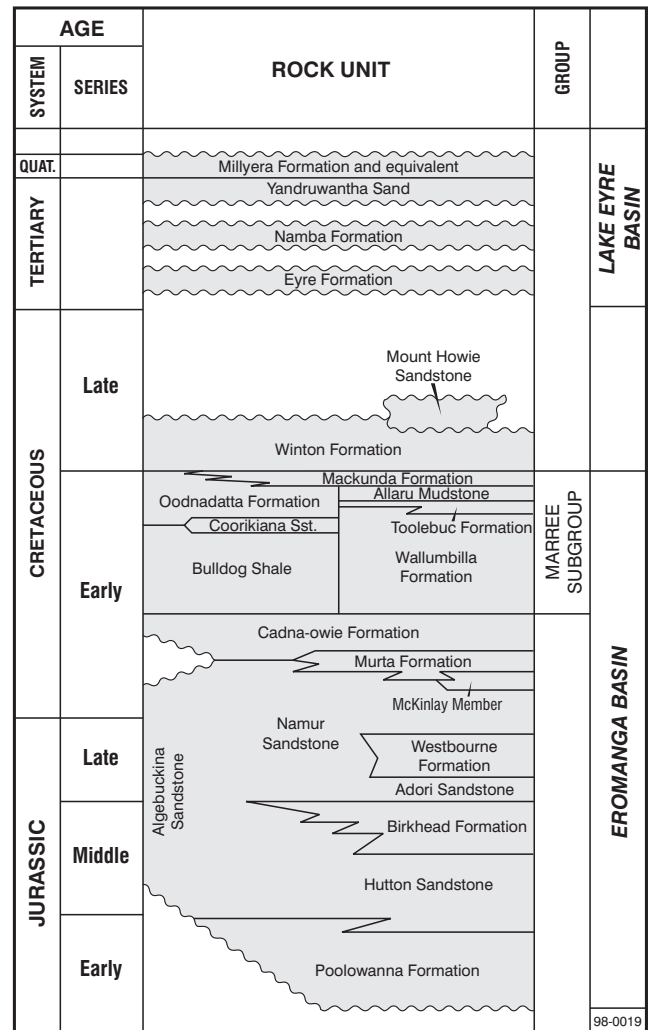 AGE
SYSTEM
SERIES
ROCK UNIT
GROUP
QUAT.
Millyera Formation and equivalent
Yandruwantha Sand
TERTIARY
Namba Formation
Eyre Formation
LAKE EYRE
BASIN
CRETACEOUS
Late
Mount Howie
Sandstone
Winton Formation
Early
Mackunda Formation
Oodnadatta Formation
Allaru Mudstone
Coorikiana Sst.
Toolebuc Formation
Bulldog Shale
Wallumbilla
Formation
MARREE
SUBGROUP
Cadna-owie Formation
Murta Formation
McKinlay Member
EROMANGA BASIN
JURASSIC
Late
Algebuckina
Sandstone
Namur
Sandstone
Westbourne
Formation
Adori Sandstone
Middle
Birkhead Formation
Hutton Sandstone
Early
Poolowanna Formation
98-0019